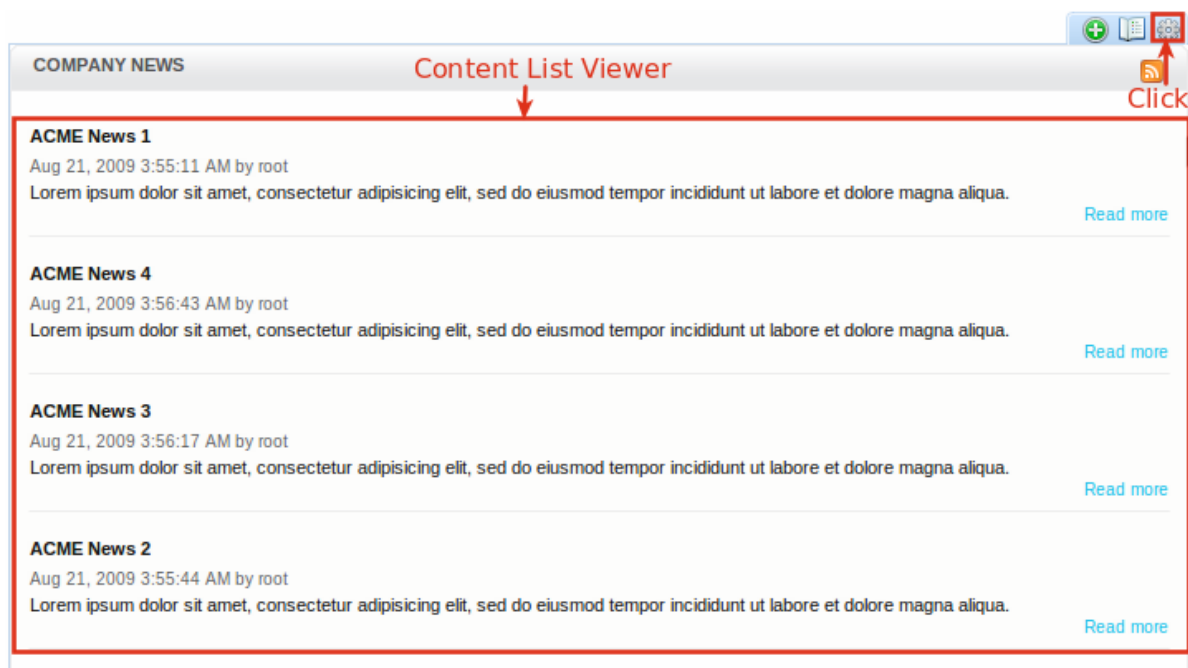 COMPANY NEWS
Content List Viewer
Click
ACME News 1
Aug 21, 2009 3:55:11 AM by root
Lorem ipsum dolor sit amet, consectetur adipisicing elit, sed do eiusmod tempor incididunt ut labore et dolore magna aliqua.
Read more
ACME News 4
Aug 21, 2009 3:56:43 AM by root
Lorem ipsum dolor sit amet, consectetur adipisicing elit, sed do eiusmod tempor incididunt ut labore et dolore magna aliqua.
Read more
ACME News 3
Aug 21, 2009 3:56:17 AM by root
Lorem ipsum dolor sit amet, consectetur adipisicing elit, sed do eiusmod tempor incididunt ut labore et dolore magna aliqua.
Read more
ACME News 2
Aug 21, 2009 3:55:44 AM by root
Lorem ipsum dolor sit amet, consectetur adipisicing elit, sed do eiusmod tempor incididunt ut labore et dolore magna aliqua.
Read more